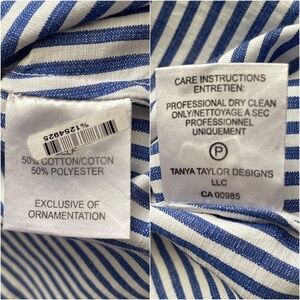 %1254925
50% COTTON/COTON
50% POLYESTER
EXCLUSIVE OF
ORNAMENTATION
CARE INSTRUCTIONS
ENTRETIEN:
PROFESSIONAL DRY CLEAN
ONLY/NETTOYAGE A SEC
PROFESSIONNEL
UNIQUEMENT
P
TANYA TAYLOR DESIGNS
LLC
CA 00985